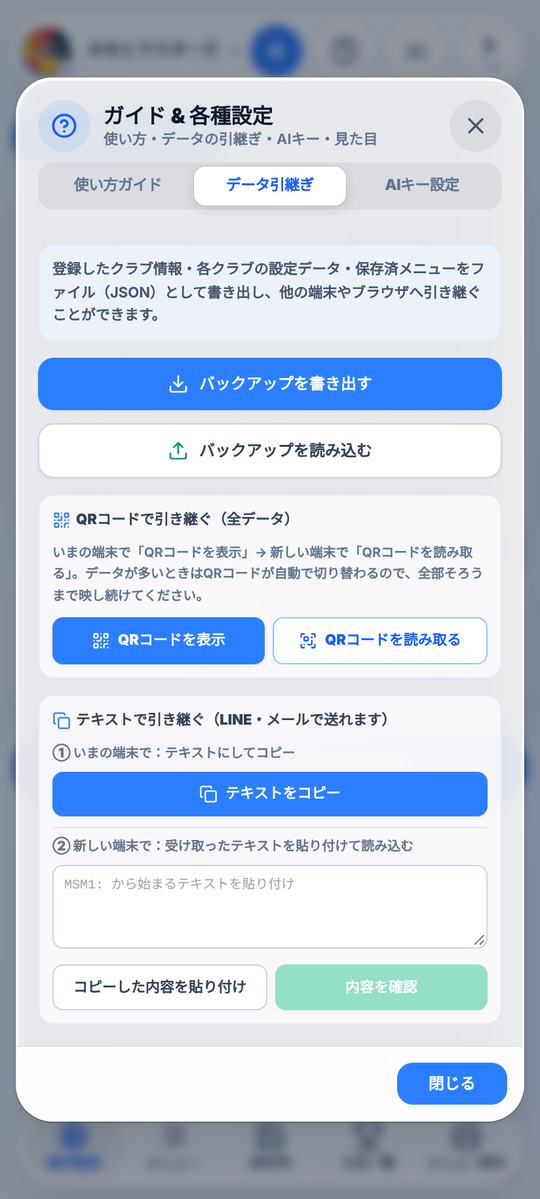 ガイド & 各種設定
使い方・データの引継ぎ・AIキー・見た目
使い方ガイド
データ引継ぎ
AIキー設定
登録したクラブ情報・各クラブの設定データ・保存済メニューをフ
ァイル（JSON）として書き出し、他の端末やブラウザへ引き継ぐ
ことができます。
バックアップを書き出す
バックアップを読み込む
QRコードで引き継ぐ（全データ）
いまの端末で「QRコードを表示」→ 新しい端末で「QRコードを読み取
る」。データが多いときはQRコードが自動で切り替わるので、全部そろう
まで映し続けてください。
QRコードを表示
QRコードを読み取る
テキストで引き継ぐ（LINE・メールで送れます）
①いまの端末で：テキストにしてコピー
テキストをコピー
②新しい端末で：受け取ったテキストを貼り付けて読み込む
MSM1: から始まるテキストを貼り付け
コピーした内容を貼り付け
内容を確認
閉じる